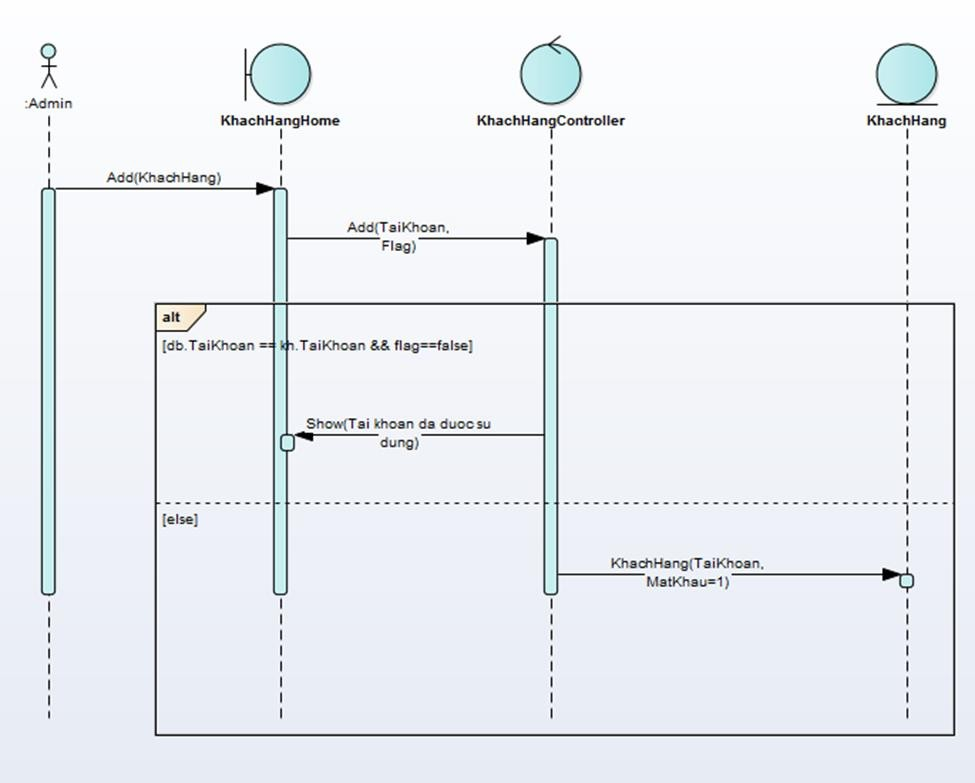 :Admin
KhachHangHome
KhachHangController
KhachHang
Add(KhachHang)
Add(TaiKhoan,
Flag)
alt
[db.TaiKhoan == kh.TaiKhoan && flag==false]
Show(Tai khoan da duoc su
dung)
[else]
KhachHang(TaiKhoan,
MatKhau=1)